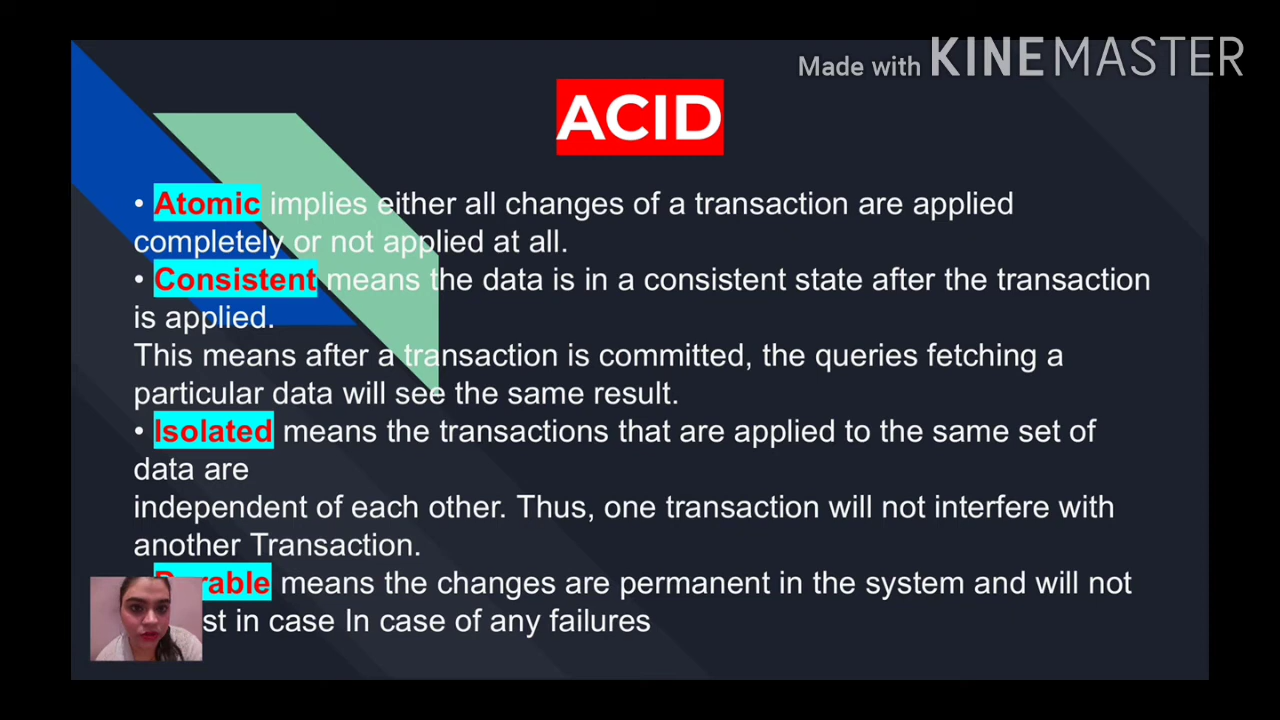 Made with KINEMASTER
ACID
• Atomic implies either all changes of a transaction are applied
completely or not applied at all.
• Consistent means the data is in a consistent state after the transaction
is applied.
This means after a transaction is committed, the queries fetching a
particular data will see the same result.
• Isolated means the transactions that are applied to the same set of
data are
independent of each other. Thus, one transaction will not interfere with
another Transaction.
means the changes are permanent in the system and will not
in case In case of any failures